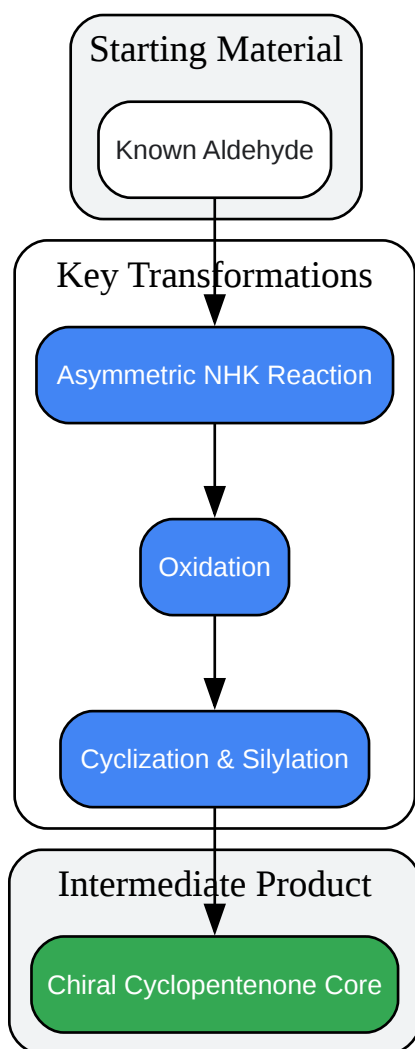 Starting Material
Known Aldehyde
Key Transformations
Asymmetric NHK Reaction
Oxidation
Cyclization & Silylation
Intermediate Product
Chiral Cyclopentenone Core